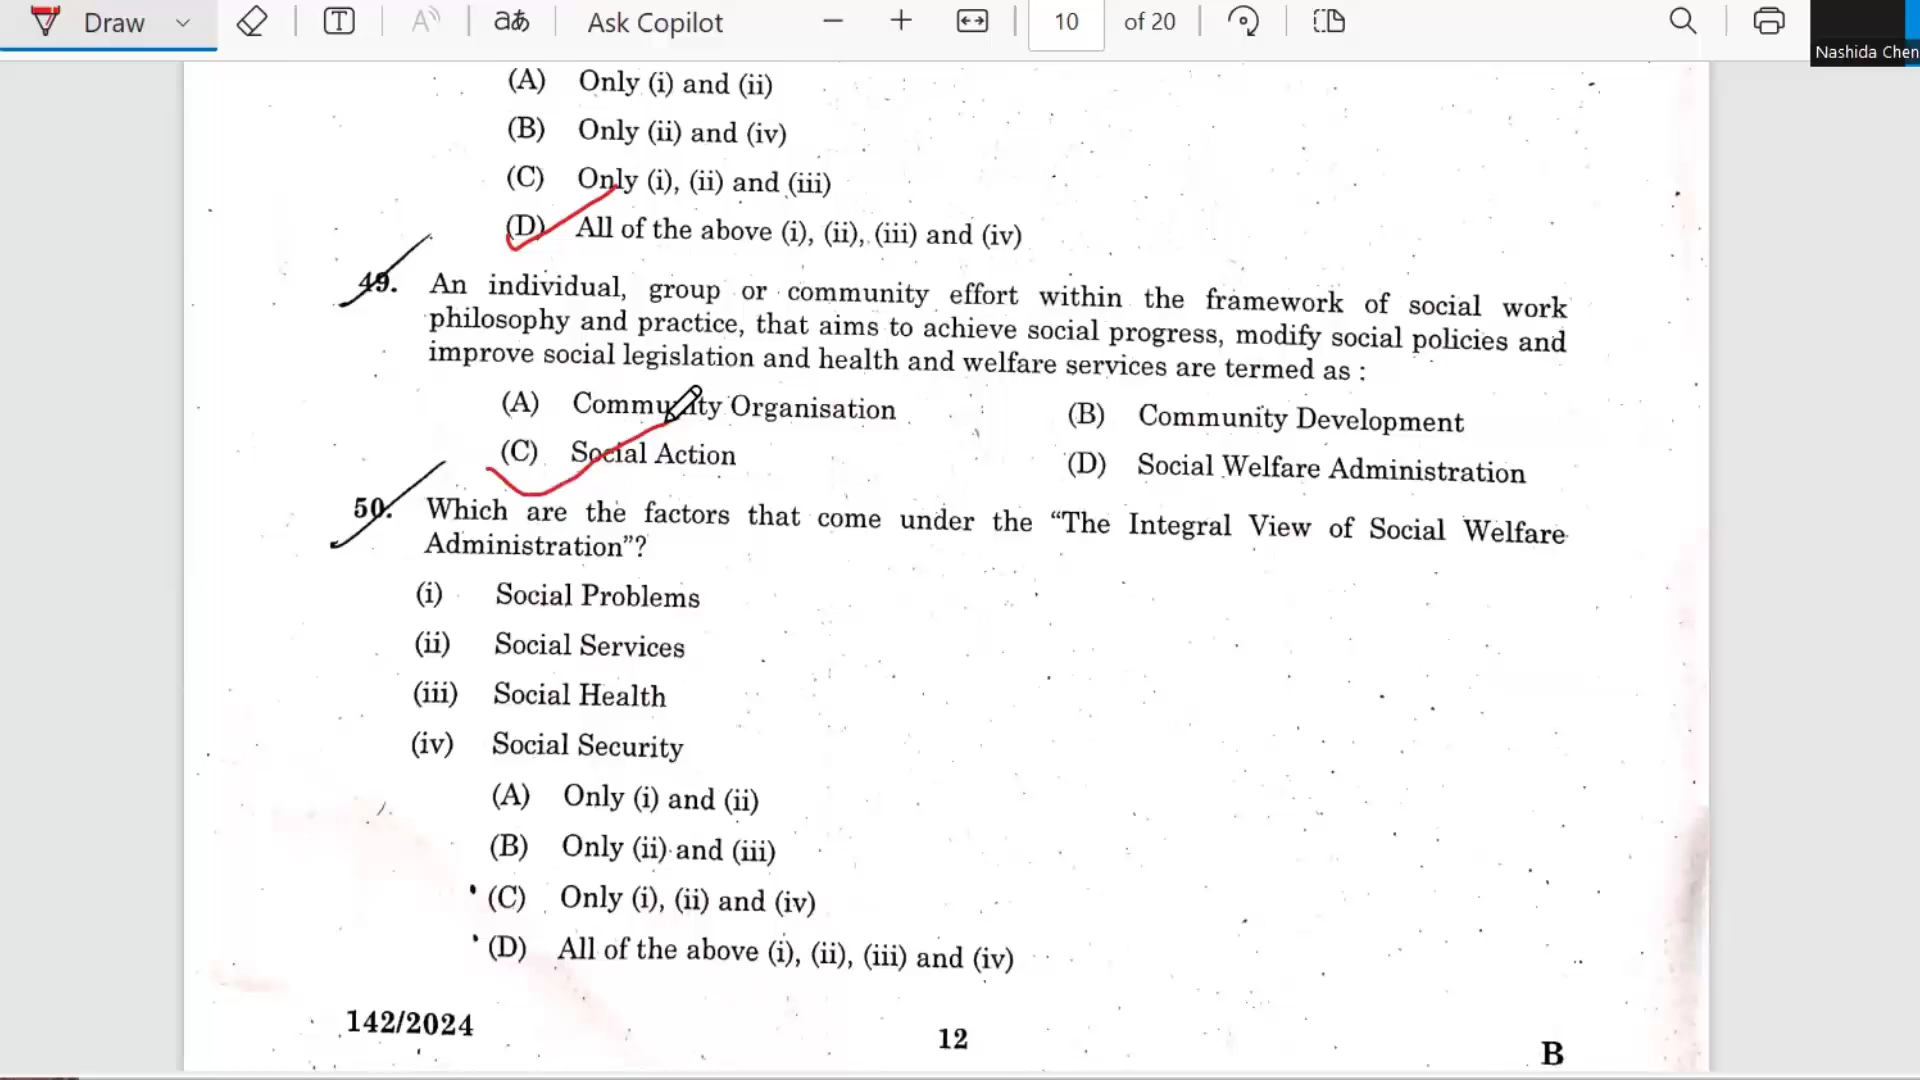 Draw
Ask Copilot
10 of 20
Nashida Chen
(A) Only (i) and (ii)
(B) Only (ii) and (iv)
(C) Only (i), (ii) and (iii)
(D) All of the above (i), (ii), (iii) and (iv)
49. An individual, group or community effort within the framework of social work
philosophy and practice, that aims to achieve social progress, modify social policies and
improve social legislation and health and welfare services are termed as :
(A) Community Organisation (B) Community Development
(C) Social Action (D) Social Welfare Administration
50. Which are the factors that come under the “The Integral View of Social Welfare
Administration”?
(i) Social Problems
(ii) Social Services
(iii) Social Health
(iv) Social Security
(A) Only (i) and (ii)
(B) Only (ii) and (iii)
(C) Only (i), (ii) and (iv)
(D) All of the above (i), (ii), (iii) and (iv)
142/2024 12 B